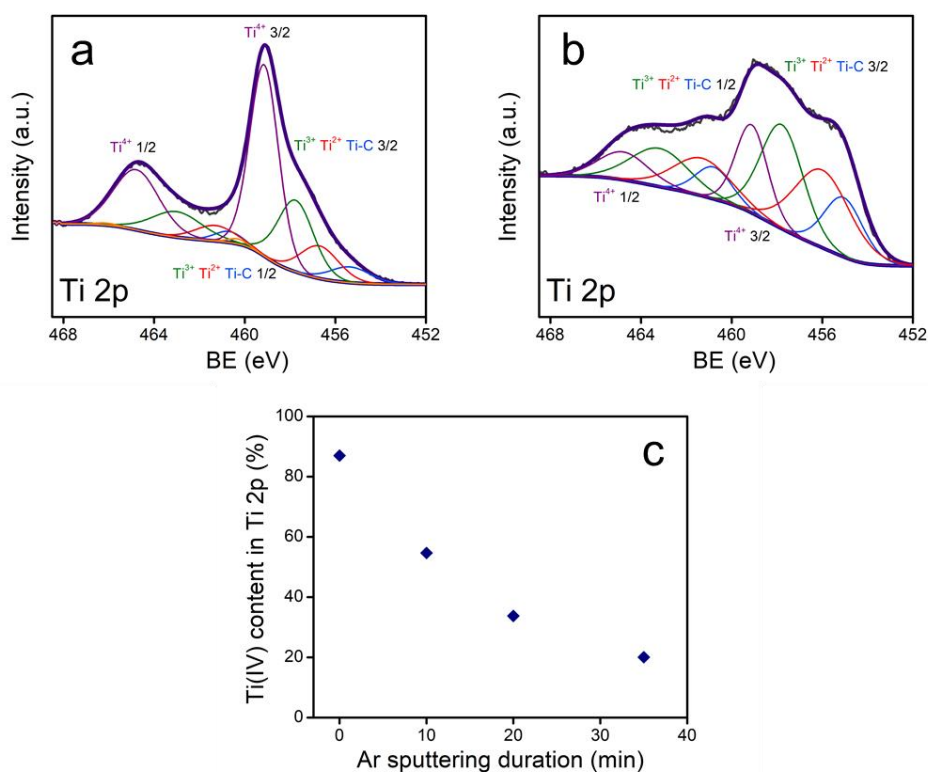 a
Ti⁴⁺ 3/2
Ti⁴⁺ 1/2
Ti³⁺ Ti²⁺ Ti-C 3/2
Ti³⁺ Ti²⁺ Ti-C 1/2
Ti 2p
Intensity (a.u.)
468 464 460 456 452
BE (eV)
b
Ti³⁺ Ti²⁺ Ti-C 3/2
Ti³⁺ Ti²⁺ Ti-C 1/2
Ti⁴⁺ 1/2
Ti⁴⁺ 3/2
Ti 2p
Intensity (a.u.)
468 464 460 456 452
BE (eV)
c
Ti(IV) content in Ti 2p (%)
100
80
60
40
20
0
0 10 20 30 40
Ar sputtering duration (min)